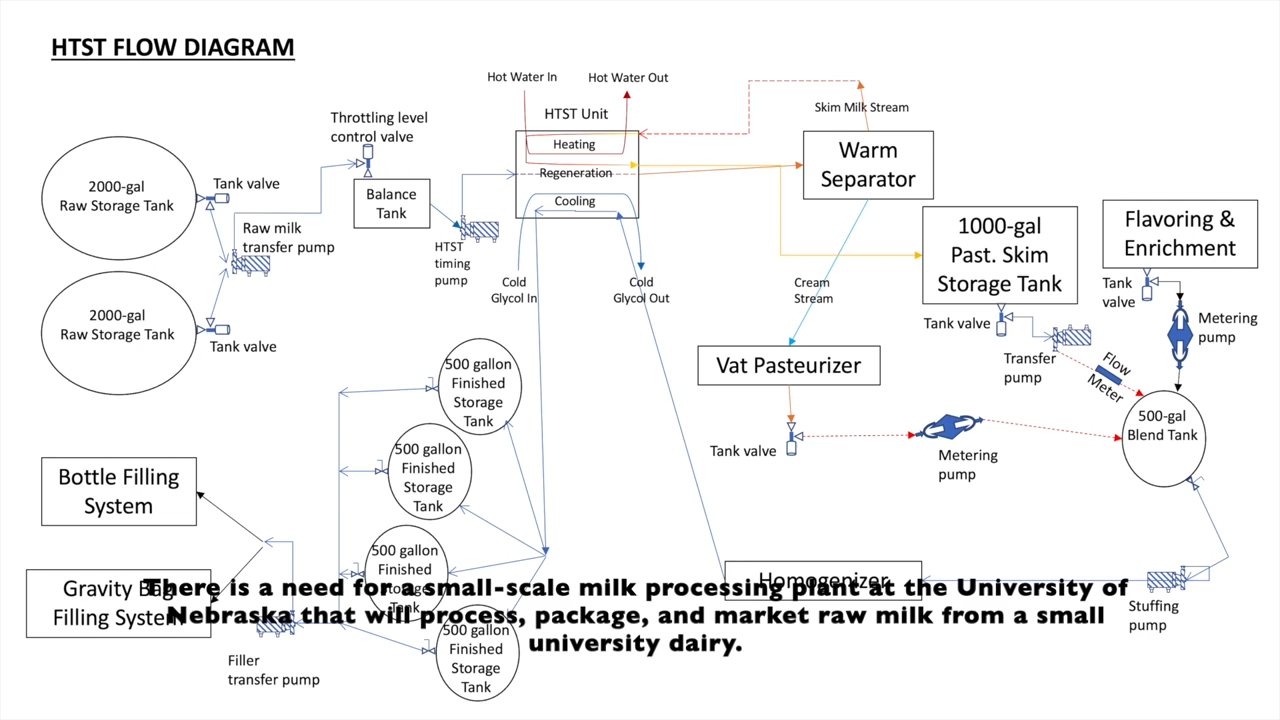 HTST FLOW DIAGRAM
Hot Water In
Hot Water Out
HTST Unit
Skim Milk Stream
Throttling level
control valve
Heating
Regeneration
Cooling
Warm
Separator
2000-gal
Raw Storage Tank
Tank valve
Balance
Tank
Raw milk
transfer pump
HTST
timing
pump
Cold
Glycol In
Cold
Glycol Out
Cream
Stream
1000-gal
Past. Skim
Storage Tank
Flavoring &
Enrichment
Tank
valve
Metering
pump
Tank valve
Transfer
pump
Flow
Meter
2000-gal
Raw Storage Tank
Tank valve
Vat Pasteurizer
500 gallon
Finished
Storage
Tank
500-gal
Blend Tank
Tank valve
Metering
pump
500 gallon
Finished
Storage
Tank
Bottle Filling
System
500 gallon
Finished
Storage
Tank
Gravity Bag
Filling System
Homogenizer
Stuffing
pump
There is a need for a small-scale milk processing plant at the University of
Nebraska that will process, package, and market raw milk from a small
university dairy.
500 gallon
Finished
Storage
Tank
Filler
transfer pump